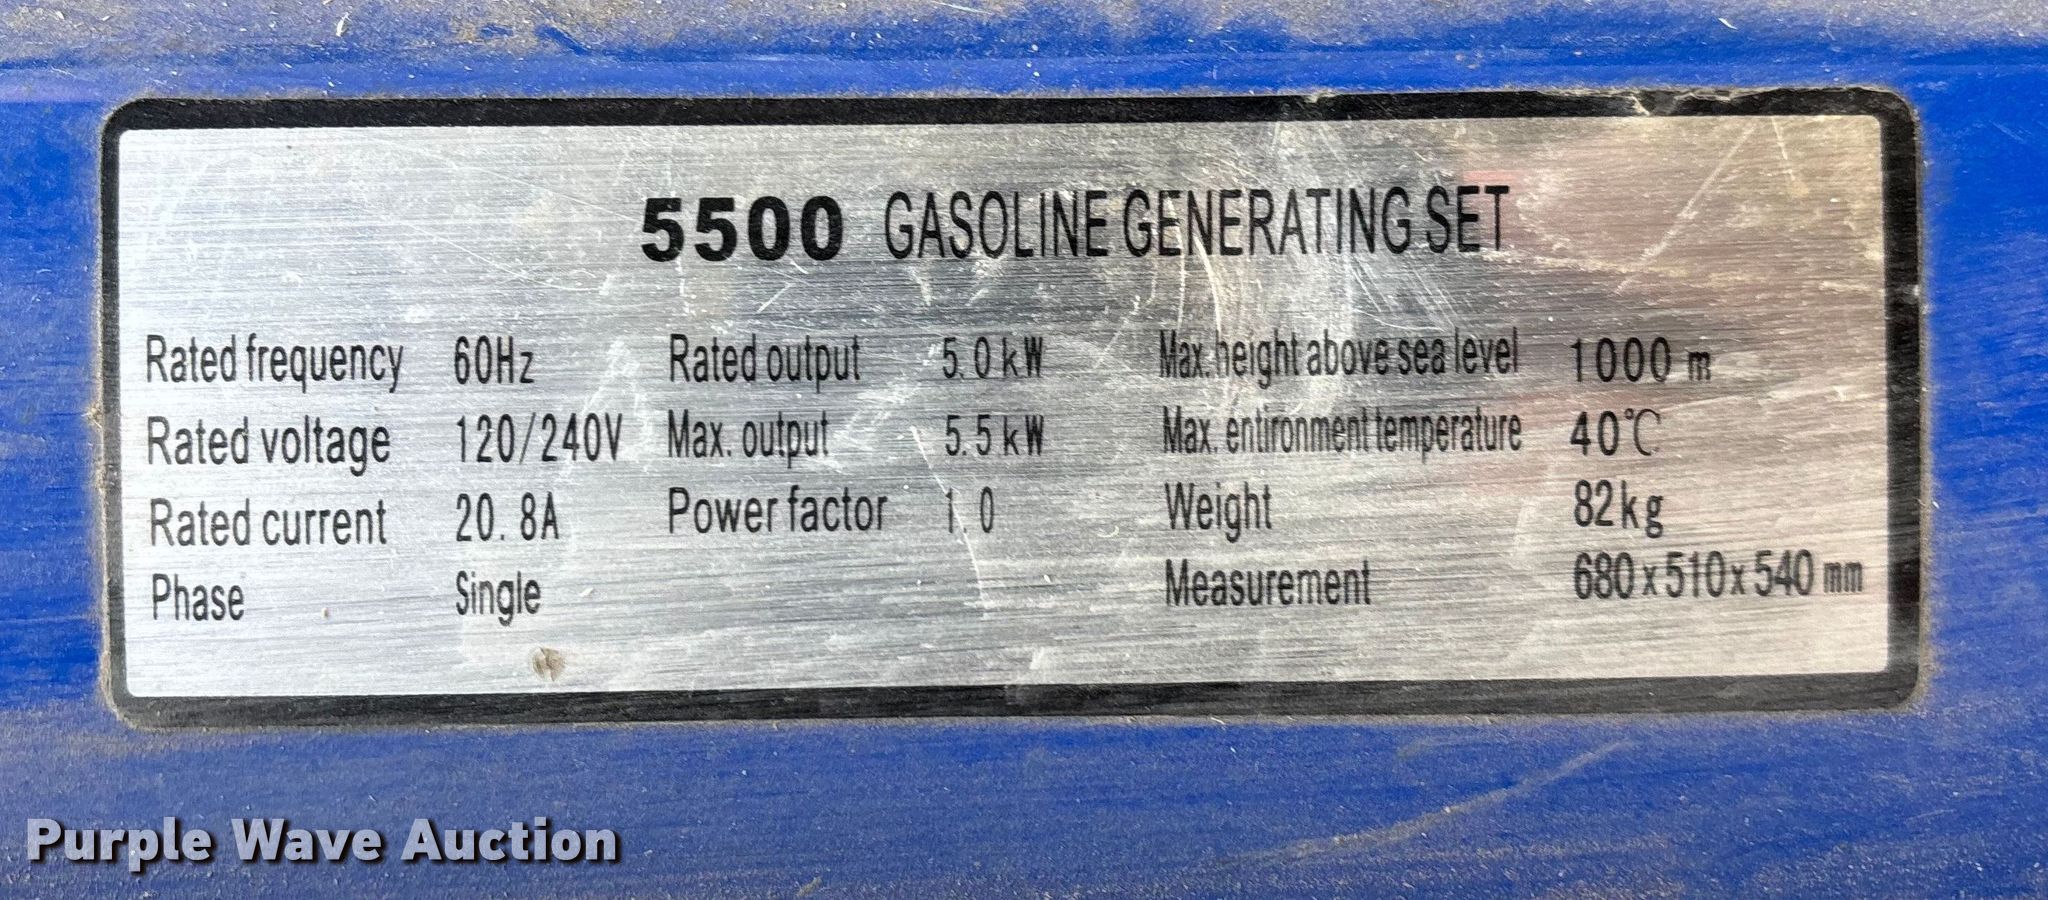 5500 GASOLINE GENERATING SET
Rated frequency 60Hz Rated output 5.0kW Max. height above sea level 1000 m
Rated voltage 120/240V Max. output 5.5kW Max. entironment temperature 40℃
Rated current 20.8A Power factor 1.0 Weight 82kg
Phase Single Measurement 680x510x540 mm
Purple Wave Auction